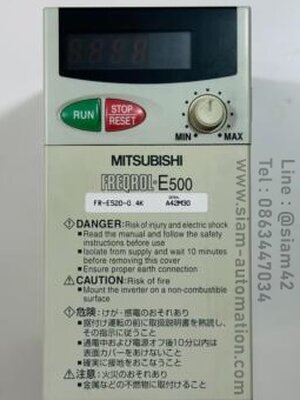 RUN
STOP
RESET
MIN
MAX
MITSUBISHI
FREQROL-E500
FR-E520-0.4K
SERIAL
A42M30
DANGER: Risk of injury and electric shock
■ Read the manual and follow the safety
instructions before use
■ Isolate from supply and wait 10 minutes
before removing this cover
■ Ensure proper earth connection
CAUTION: Risk of fire
■ Mount the inverter on a non-combustible
surface
危険:けが・感電のおそれあり
■ 据付け運転の前に取扱説明書を熟読し、
その指示に従うこと
■ 通電中および電源オフ後10分以内は
表面カバーをあけないこと
■ 確実に接地をおこなうこと
注意:火災のおそれあり
■ 金属などの不燃物に取付けること
Line : @siam42
Tel : 0863447034
www.siam-automation.com